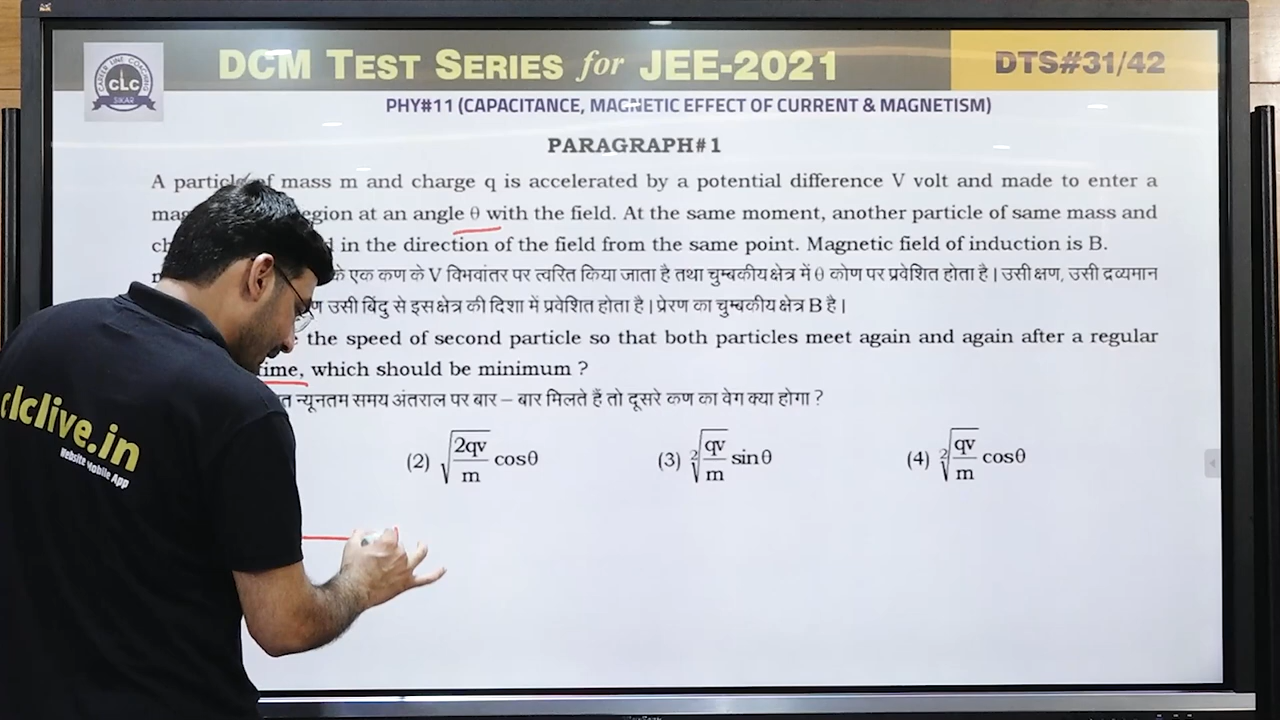 DCM TEST SERIES for JEE-2021
DTS#31/42
CAREER LINE COACHING
CLC
SIKAR
PHY#11 (CAPACITANCE, MAGNETIC EFFECT OF CURRENT & MAGNETISM)
PARAGRAPH#1
A particle of mass m and charge q is accelerated by a potential difference V volt and made to enter a
egion at an angle θ with the field. At the same moment, another particle of same mass and
in the direction of the field from the same point. Magnetic field of induction is B.
के एक कण के V विभवांतर पर त्वरित किया जाता है तथा चुम्बकीय क्षेत्र में θ कोण पर प्रवेशित होता है। उसी क्षण, उसी द्रव्यमान
उसी बिंदु से इस क्षेत्र की दिशा में प्रवेशित होता है। प्रेरण का चुम्बकीय क्षेत्र B है।
the speed of second particle so that both particles meet again and again after a regular
time, which should be minimum ?
न्यूनतम समय अंतराल पर बार – बार मिलते हैं तो दूसरे कण का वेग क्या होगा ?
(2) √(2qv/m) cosθ (3) ²√(qv/m) sinθ (4) ²√(qv/m) cosθ
clclive.in
Website Mobile App